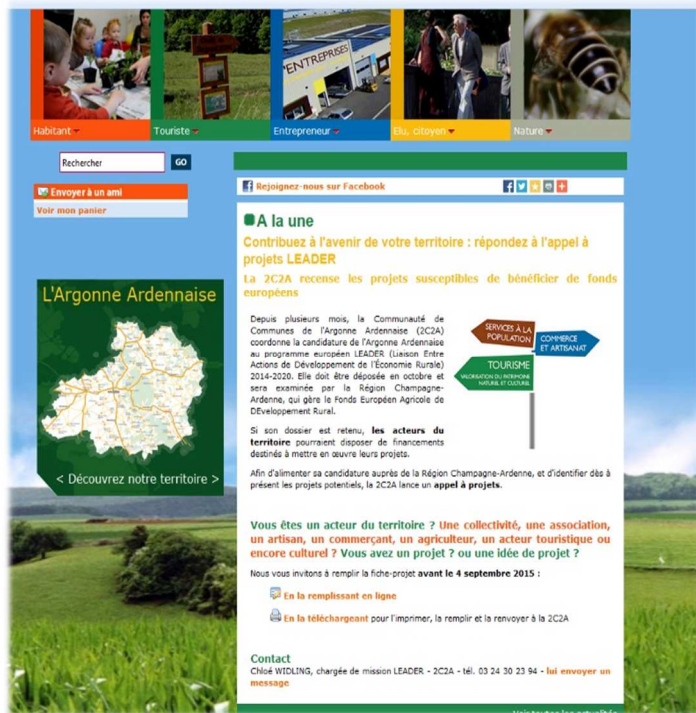 ENTREPRISES
Habitant
Touriste
Entrepreneur
Elu, citoyen
Nature
Rechercher
GO
Envoyer à un ami
Voir mon panier
Rejoignez-nous sur Facebook
L'Argonne Ardennaise
< Découvrez notre territoire >
A la une
Contribuez à l'avenir de votre territoire : répondez à l'appel à
projets LEADER
La 2C2A recense les projets susceptibles de bénéficier de fonds
européens
Depuis plusieurs mois, la Communauté de
Communes de l'Argonne Ardennaise (2C2A)
coordonne la candidature de l'Argonne Ardennaise
au programme européen LEADER (Liaison Entre
Actions de Développement de l'Économie Rurale)
2014-2020. Elle doit être déposée en octobre et
sera examinée par la Région Champagne-
Ardenne, qui gère le Fonds Européen Agricole de
DEveloppement Rural.
SERVICES À LA
POPULATION
COMMERCE
ET ARTISANAT
TOURISME
VALORISATION DU PATRIMOINE
NATUREL ET CULTUREL
Si son dossier est retenu, les acteurs du
territoire pourraient disposer de financements
destinés à mettre en œuvre leurs projets.
Afin d'alimenter sa candidature auprès de la Région Champagne-Ardenne, et d'identifier dès à
présent les projets potentiels, la 2C2A lance un appel à projets.
Vous êtes un acteur du territoire ? Une collectivité, une association,
un artisan, un commerçant, un agriculteur, un acteur touristique ou
encore culturel ? Vous avez un projet ? ou une idée de projet ?
Nous vous invitons à remplir la fiche-projet avant le 4 septembre 2015 :
En la remplissant en ligne
En la téléchargeant pour l'imprimer, la remplir et la renvoyer à la 2C2A
Contact
Chloé WIDLING, chargée de mission LEADER - 2C2A - tél. 03 24 30 23 94 - lui envoyer un
message
Voir toutes les actualités